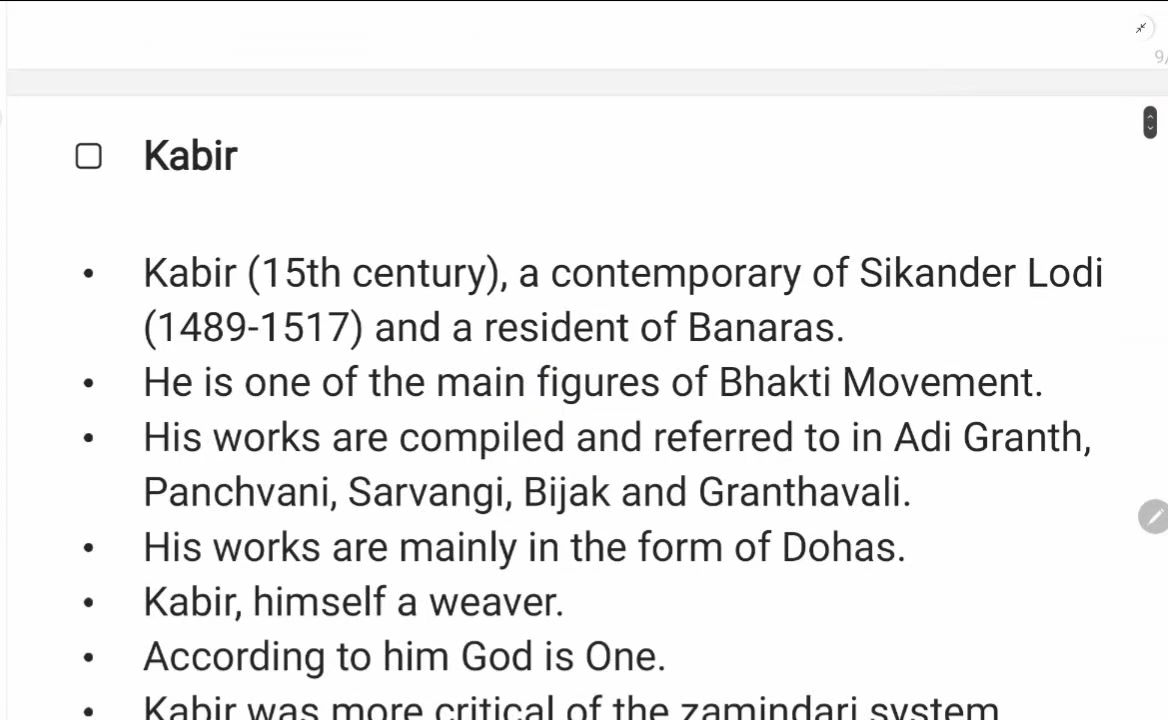 9/
Kabir
• Kabir (15th century), a contemporary of Sikander Lodi
(1489-1517) and a resident of Banaras.
• He is one of the main figures of Bhakti Movement.
• His works are compiled and referred to in Adi Granth,
Panchvani, Sarvangi, Bijak and Granthavali.
• His works are mainly in the form of Dohas.
• Kabir, himself a weaver.
• According to him God is One.
• Kabir was more critical of the zamindari system